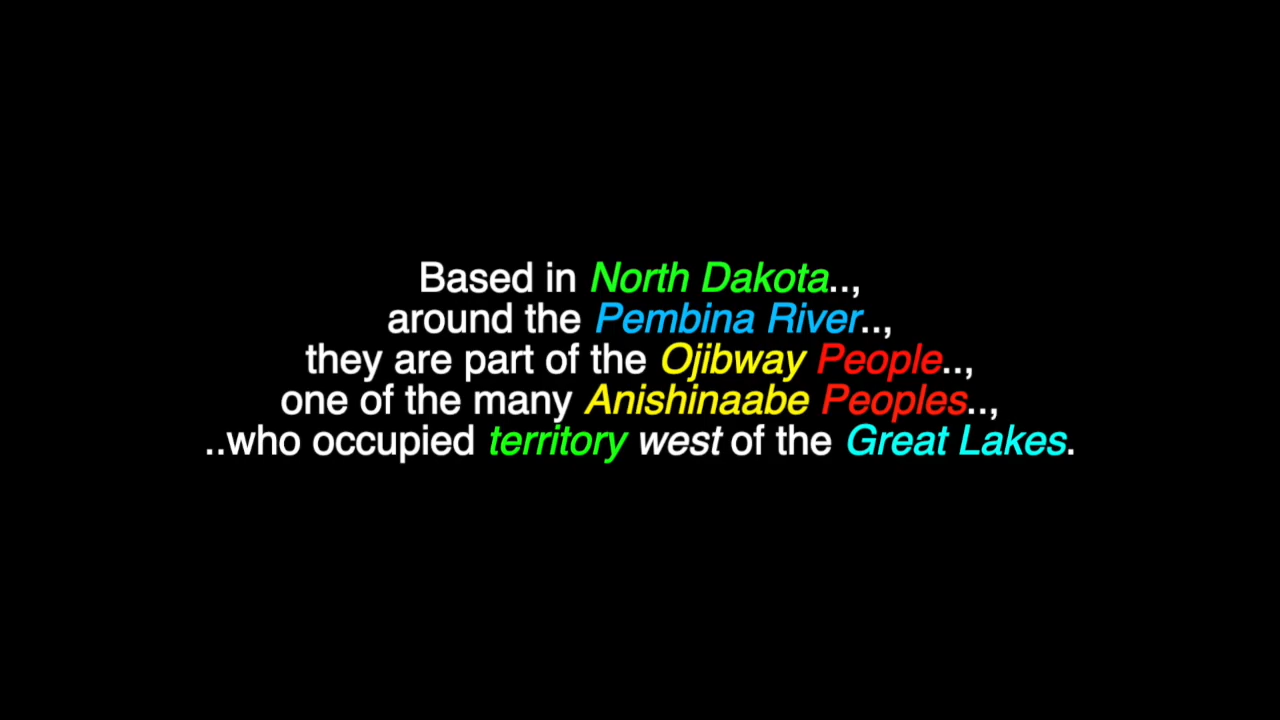 Based in North Dakota..,
around the Pembina River..,
they are part of the Ojibway People..,
one of the many Anishinaabe Peoples..,
..who occupied territory west of the Great Lakes.